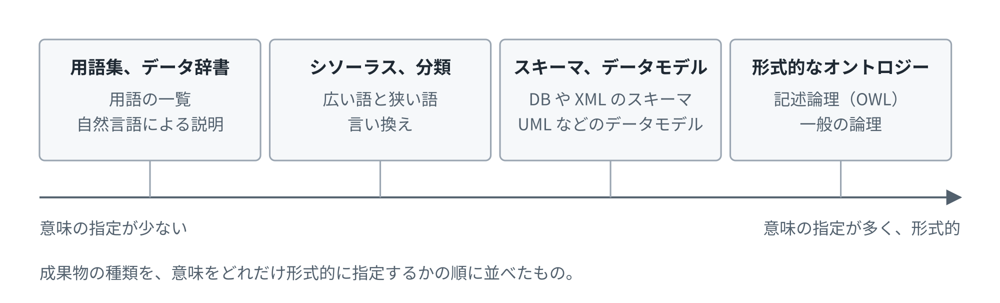 用語集、データ辞書
用語の一覧
自然言語による説明
シソーラス、分類
広い語と狭い語
言い換え
スキーマ、データモデル
DB や XML のスキーマ
UML などのデータモデル
形式的なオントロジー
記述論理（OWL）
一般の論理
意味の指定が少ない
意味の指定が多く、形式的
成果物の種類を、意味をどれだけ形式的に指定するかの順に並べたもの。